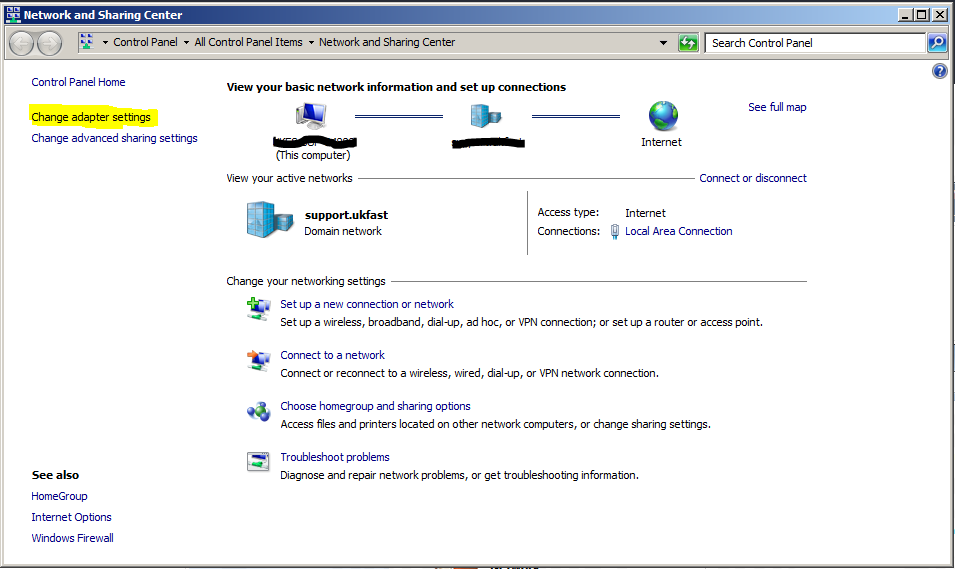 Network and Sharing Center
Control Panel All Control Panel Items Network and Sharing Center
Search Control Panel
Control Panel Home
Change adapter settings
Change advanced sharing settings
View your basic network information and set up connections
See full map
(This computer)
Internet
View your active networks
Connect or disconnect
support.ukfast
Domain network
Access type: Internet
Connections: Local Area Connection
Change your networking settings
Set up a new connection or network
Set up a wireless, broadband, dial-up, ad hoc, or VPN connection; or set up a router or access point.
Connect to a network
Connect or reconnect to a wireless, wired, dial-up, or VPN network connection.
Choose homegroup and sharing options
Access files and printers located on other network computers, or change sharing settings.
Troubleshoot problems
Diagnose and repair network problems, or get troubleshooting information.
See also
HomeGroup
Internet Options
Windows Firewall